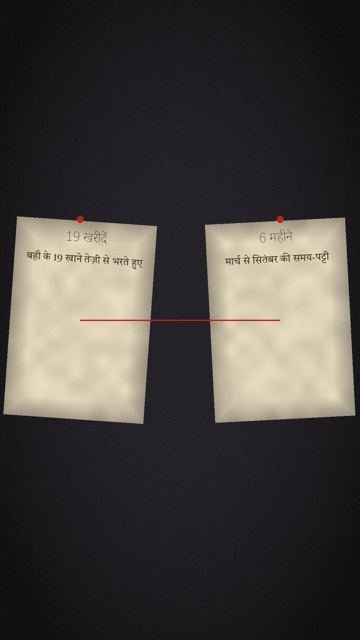 19 खरीदें
बही के 19 खाने तेज़ी से भरते हुए
6 महीने
मार्च से सितंबर की समय-पट्टी